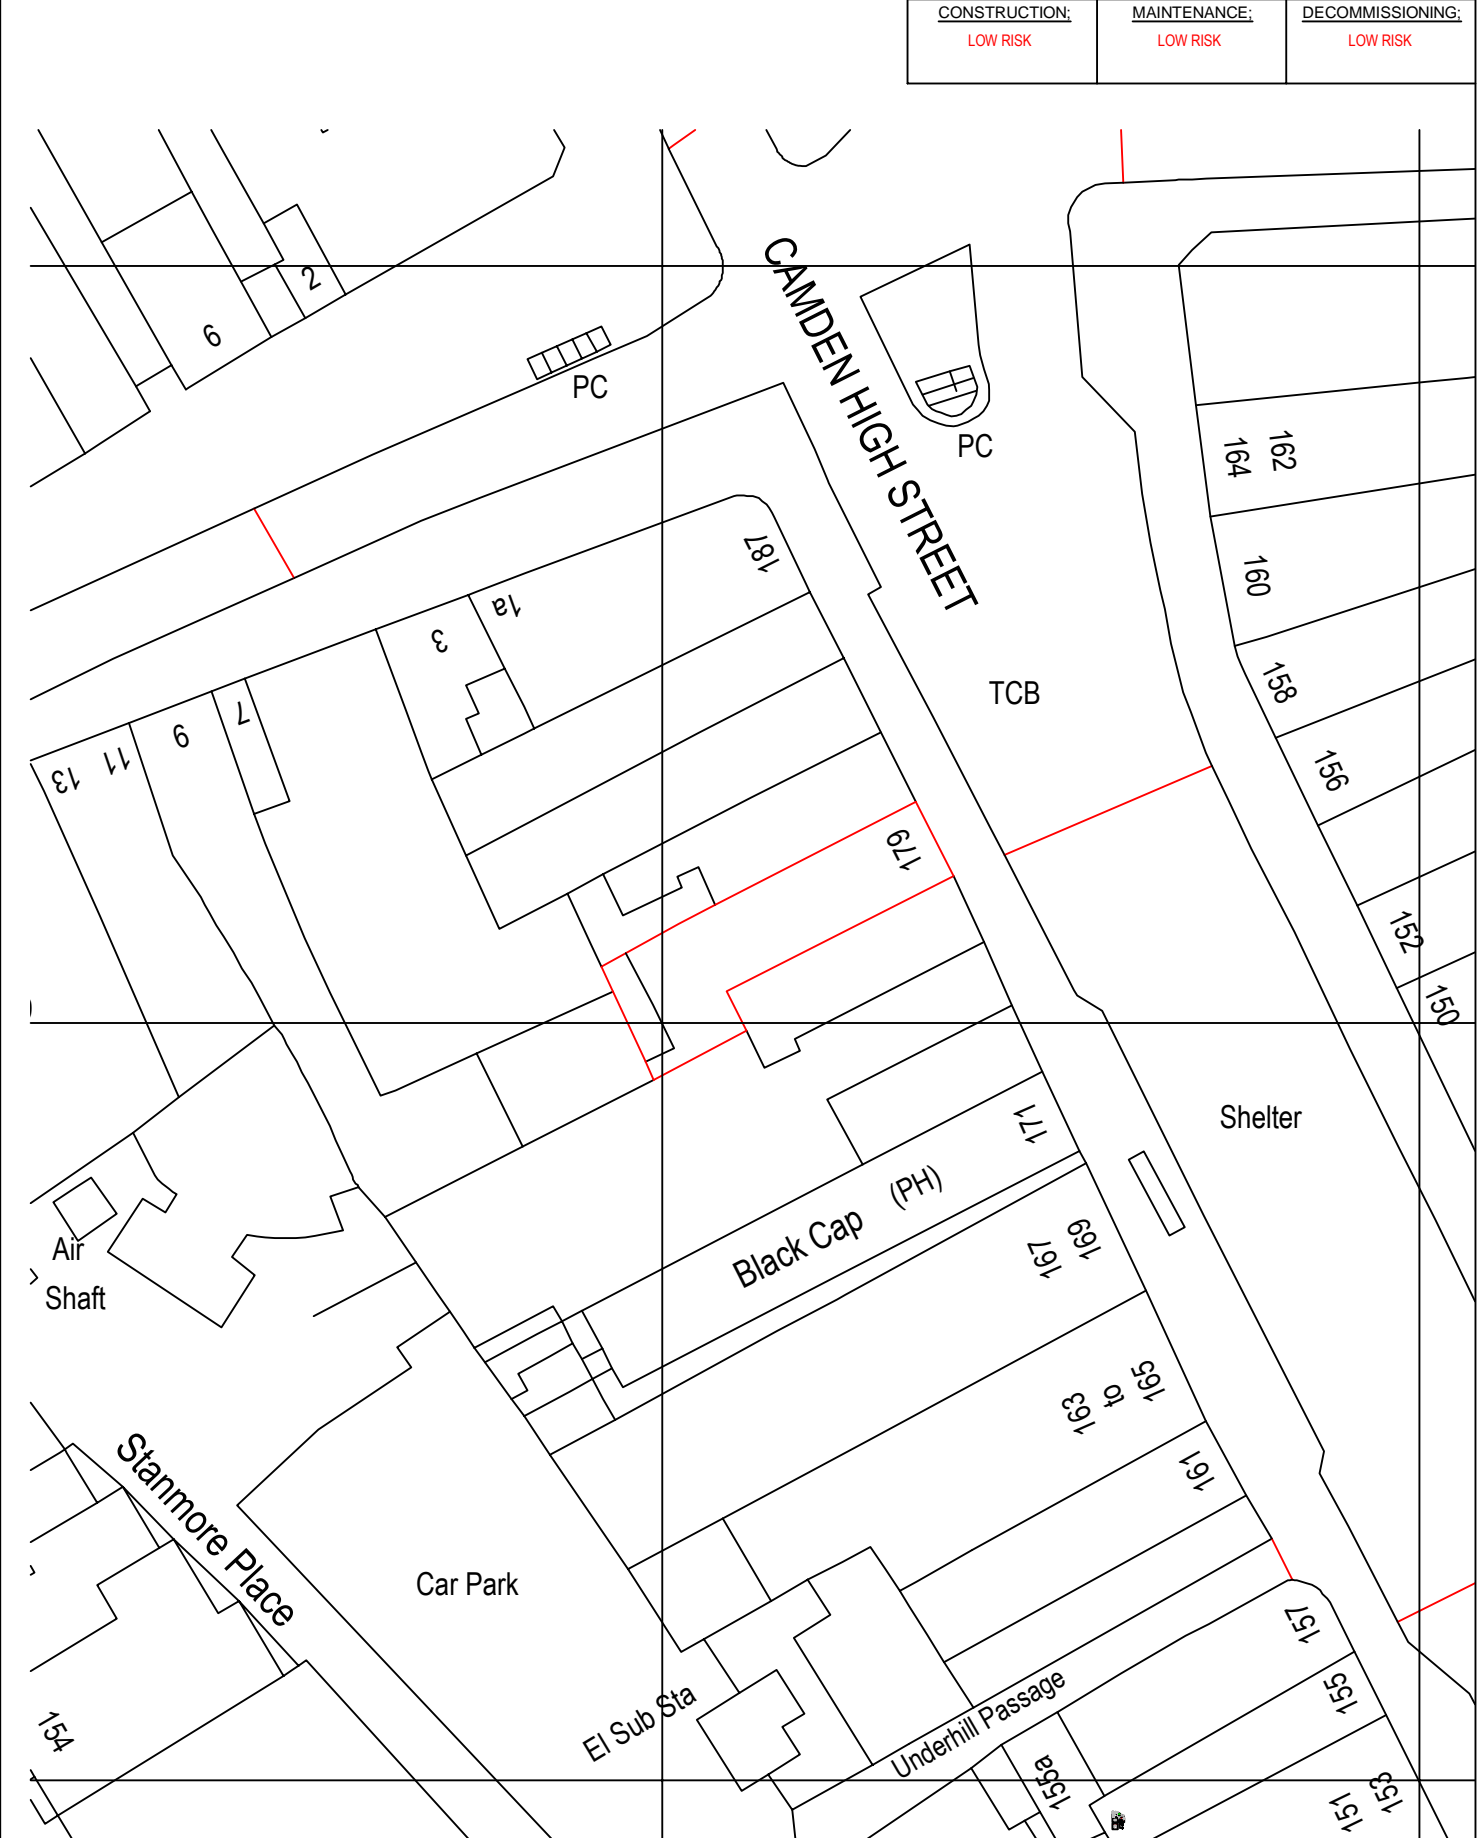 CONSTRUCTION;
LOW RISK
MAINTENANCE;
LOW RISK
DECOMMISSIONING;
LOW RISK
2
9
PC
CAMDEN HIGH STREET
PC
164
162
187
160
1a
3
158
TCB
7
9
11
13
156
179
152
150
171
Shelter
(PH)
Black Cap
169
167
Air
Shaft
165
to
163
161
Stanmore Place
Car Park
157
155
El Sub Sta
Underhill Passage
154
155a
153
151